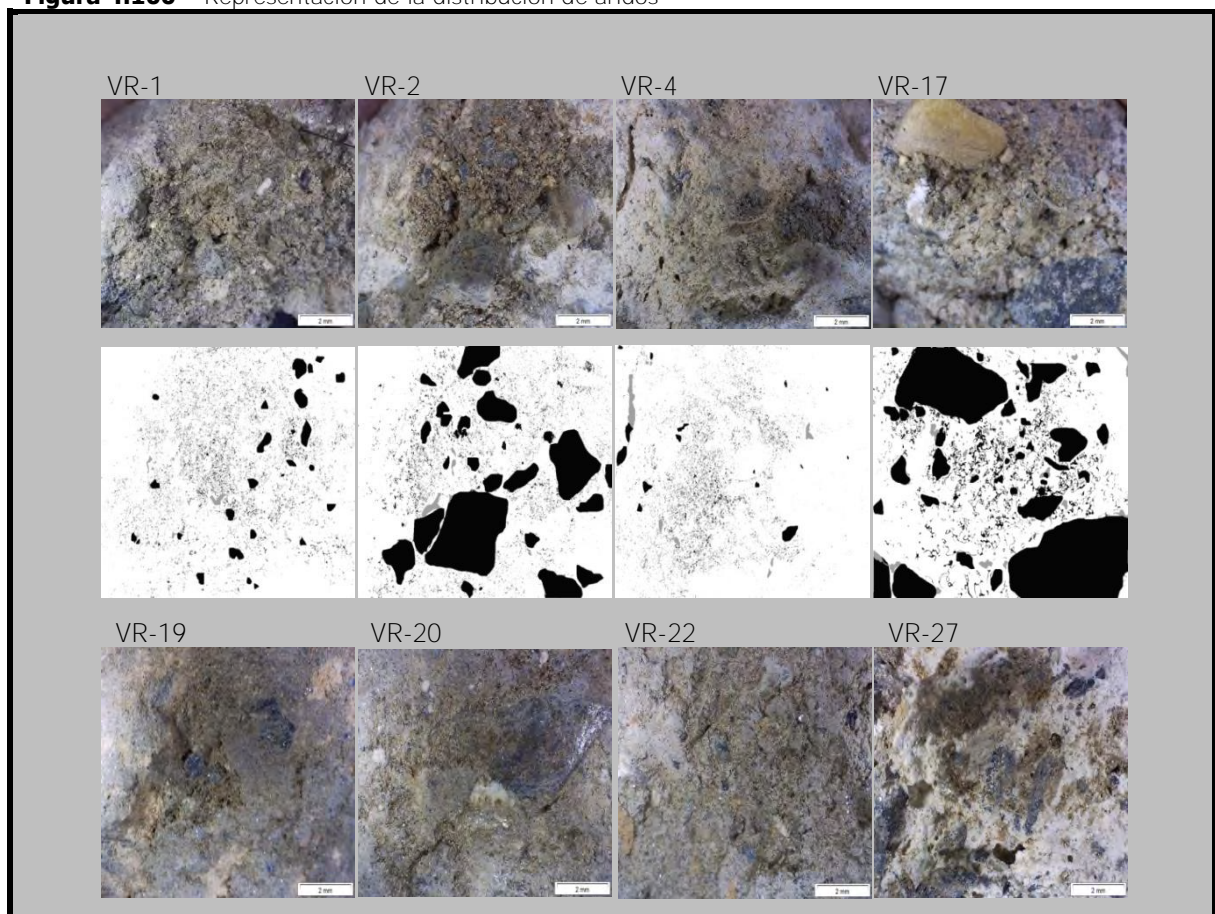 Representación de la distribución de áridos
VR-1 VR-2 VR-4 VR-17
2 mm 2 mm 2 mm 2 mm
VR-19 VR-20 VR-22 VR-27
2 mm 2 mm 2 mm 2 mm